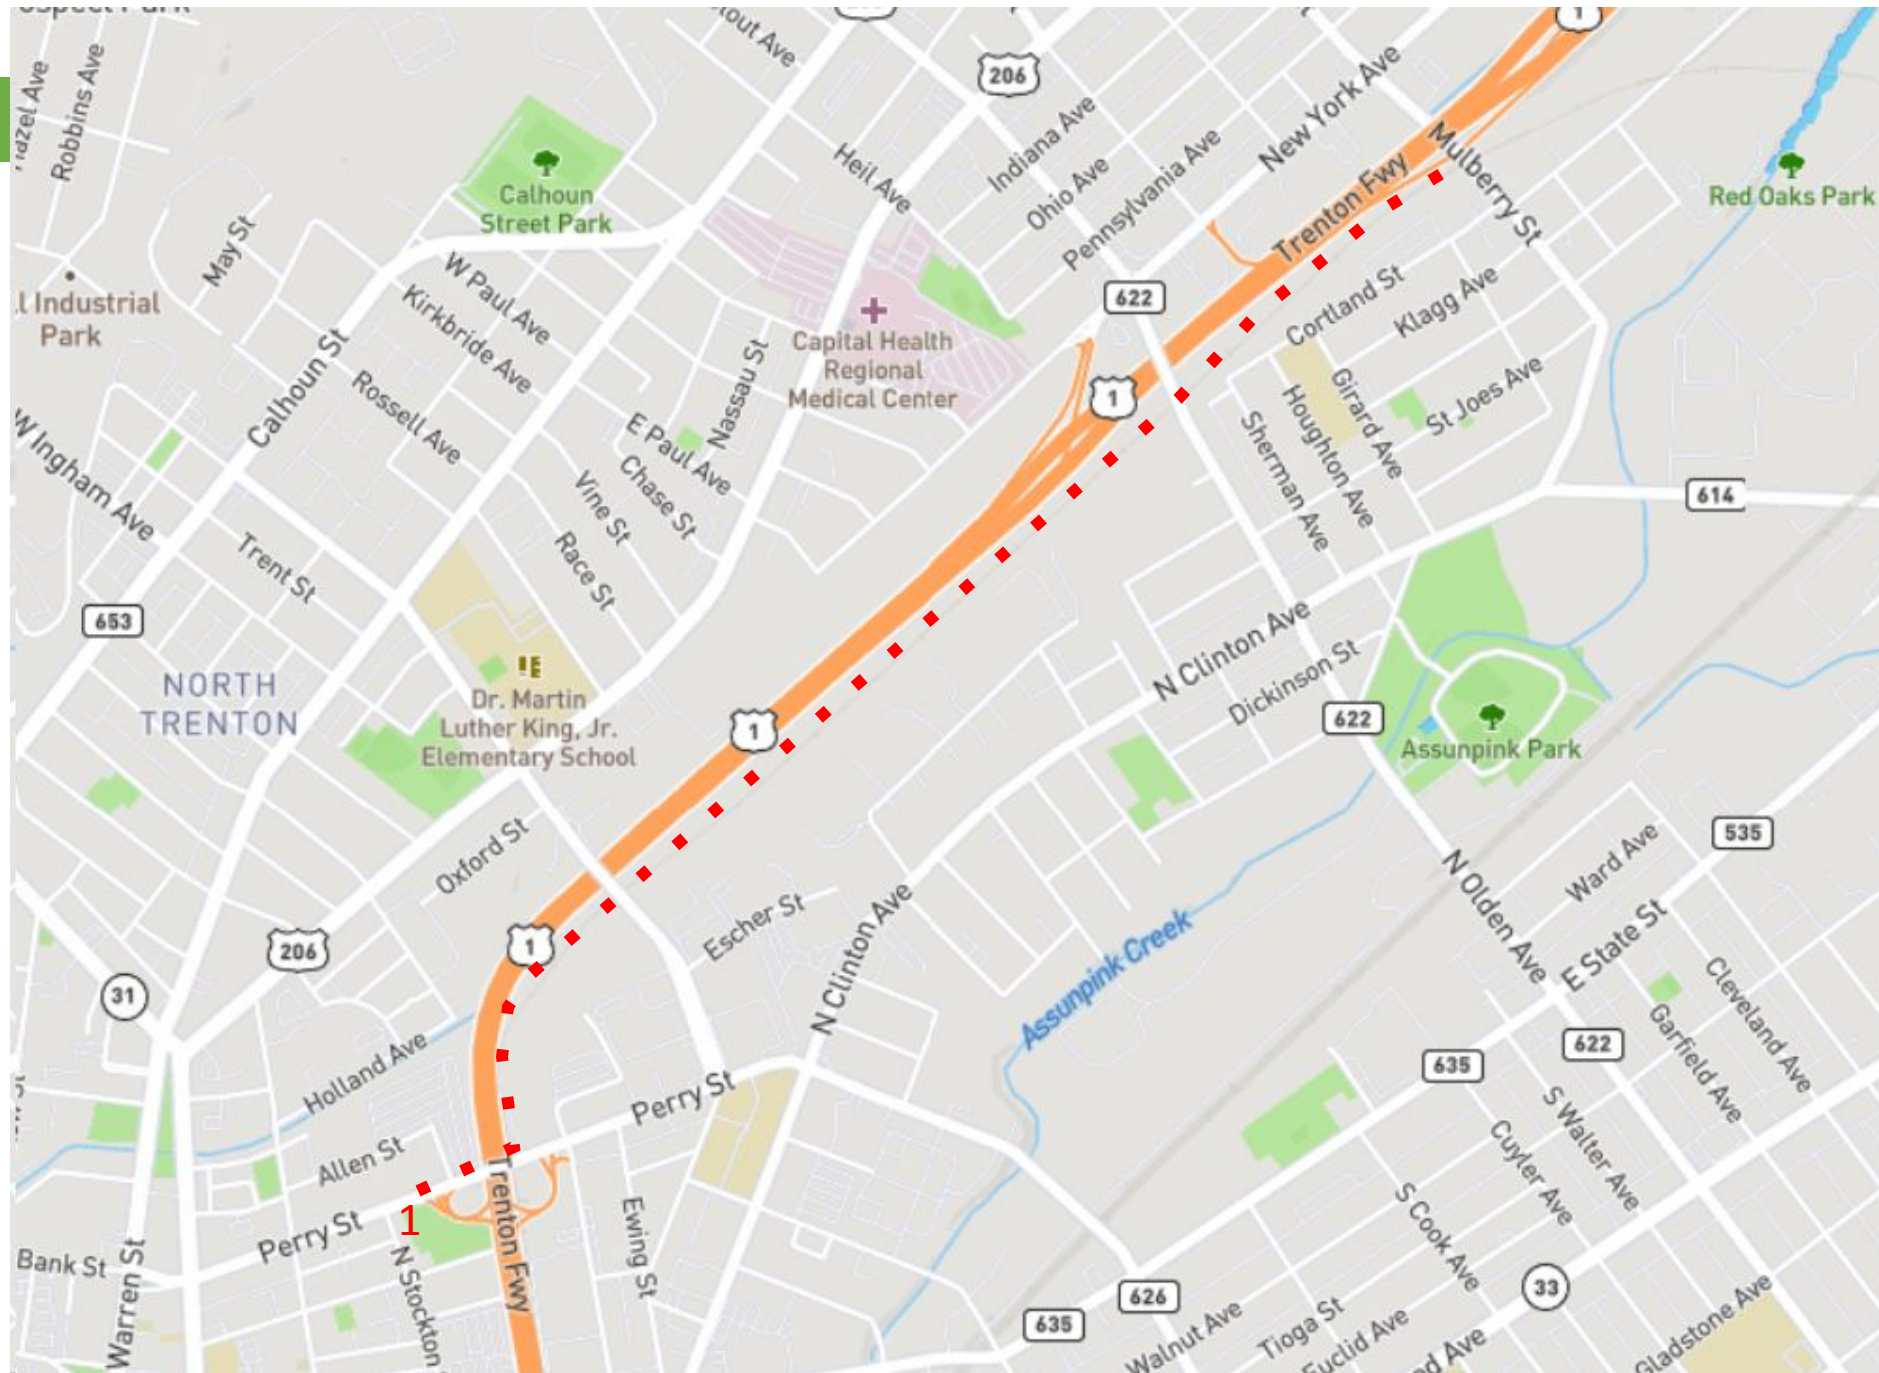 206
1
New York Ave
Indiana Ave
Heil Ave
Robbins Ave
Mulberry St
Trenton Fwy
Ohio Ave
Pennsylvania Ave
Red Oaks Park
Calhoun
Street Park
May St
W Paul Ave
Kirkbride Ave
Industrial
Park
622
Cortland St
Klagg Ave
Capital Health
Regional
Medical Center
Nassau St
Calhoun St
Rossell Ave
1
Girard Ave
St Joes Ave
Houghton Ave
Sherman Ave
E Paul Ave
Chase St
Vine St
W Ingham Ave
Race St
Trent St
614
653
N Clinton Ave
Dickinson St
NORTH
TRENTON
Dr. Martin
Luther King, Jr.
Elementary School
1
622
Assunpink Park
535
Oxford St
Ward Ave
N Olden Ave
E State St
Escher St
N Clinton Ave
Assunpink Creek
206
1
31
Cleveland Ave
Garfield Ave
622
635
Holland Ave
Perry St
S Walter Ave
Cuyler Ave
Allen St
Trenton Fwy
1
Perry St
Ewing St
S Cook Ave
Bank St
Warren St
N Stockton
626
33
635
Walnut Ave
Tioga St
Euclid Ave
Gladstone Ave
Ave